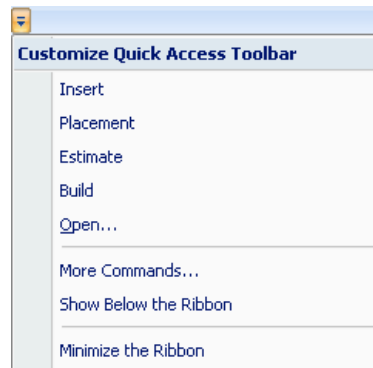 Customize Quick Access Toolbar
Insert
Placement
Estimate
Build
Open...
More Commands...
Show Below the Ribbon
Minimize the Ribbon